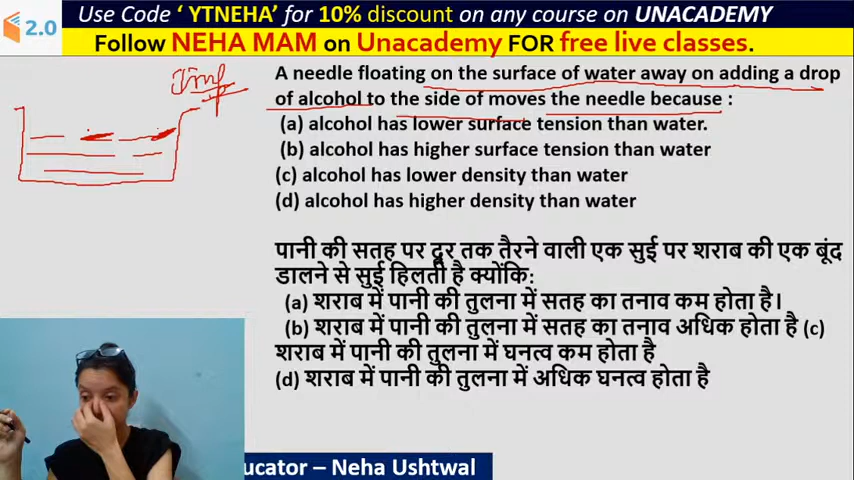 Use Code ‘ YTNEHA’ for 10% discount on any course on UNACADEMY
2.0
Follow NEHA MAM on Unacademy FOR free live classes.
Imp
A needle floating on the surface of water away on adding a drop
of alcohol to the side of moves the needle because :
(a) alcohol has lower surface tension than water.
(b) alcohol has higher surface tension than water
(c) alcohol has lower density than water
(d) alcohol has higher density than water
पानी की सतह पर दूर तक तैरने वाली एक सुई पर शराब की एक बूंद
डालने से सुई हिलती है क्योंकि:
(a) शराब में पानी की तुलना में सतह का तनाव कम होता है।
(b) शराब में पानी की तुलना में सतह का तनाव अधिक होता है (c)
शराब में पानी की तुलना में घनत्व कम होता है
(d) शराब में पानी की तुलना में अधिक घनत्व होता है
ucator – Neha Ushtwal